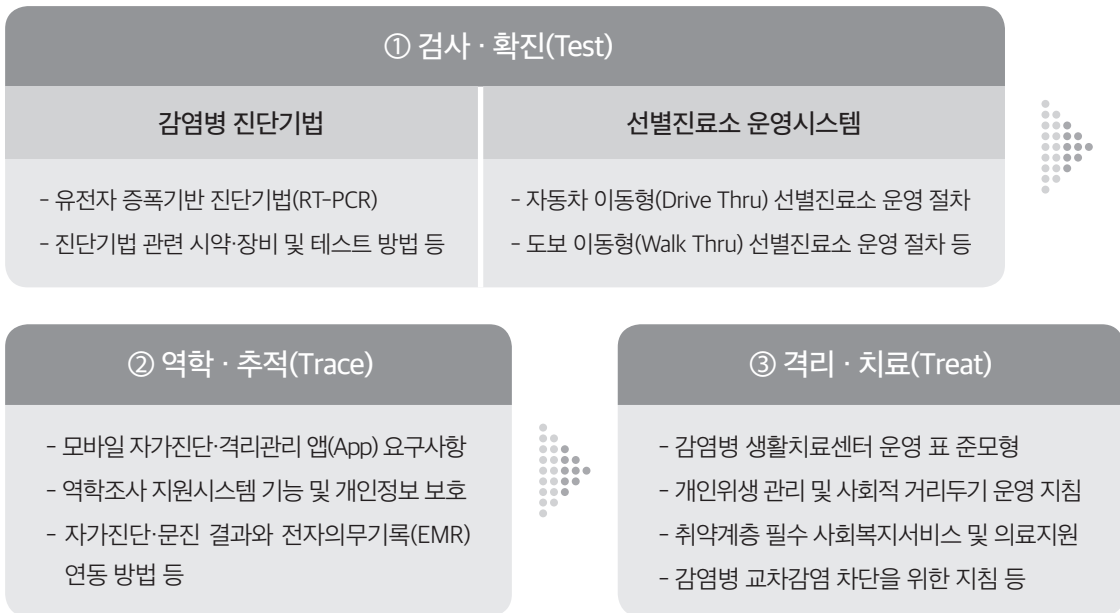 ① 검사 · 확진(Test)
감염병 진단기법
선별진료소 운영시스템
- 유전자 증폭기반 진단기법(RT-PCR)
- 진단기법 관련 시약·장비 및 테스트 방법 등
- 자동차 이동형(Drive Thru) 선별진료소 운영 절차
- 도보 이동형(Walk Thru) 선별진료소 운영 절차 등
② 역학 · 추적(Trace)
- 모바일 자가진단·격리관리 앱(App) 요구사항
- 역학조사 지원시스템 기능 및 개인정보 보호
- 자가진단·문진 결과와 전자의무기록(EMR)
연동 방법 등
③ 격리 · 치료(Treat)
- 감염병 생활치료센터 운영 표 준모형
- 개인위생 관리 및 사회적 거리두기 운영 지침
- 취약계층 필수 사회복지서비스 및 의료지원
- 감염병 교차감염 차단을 위한 지침 등